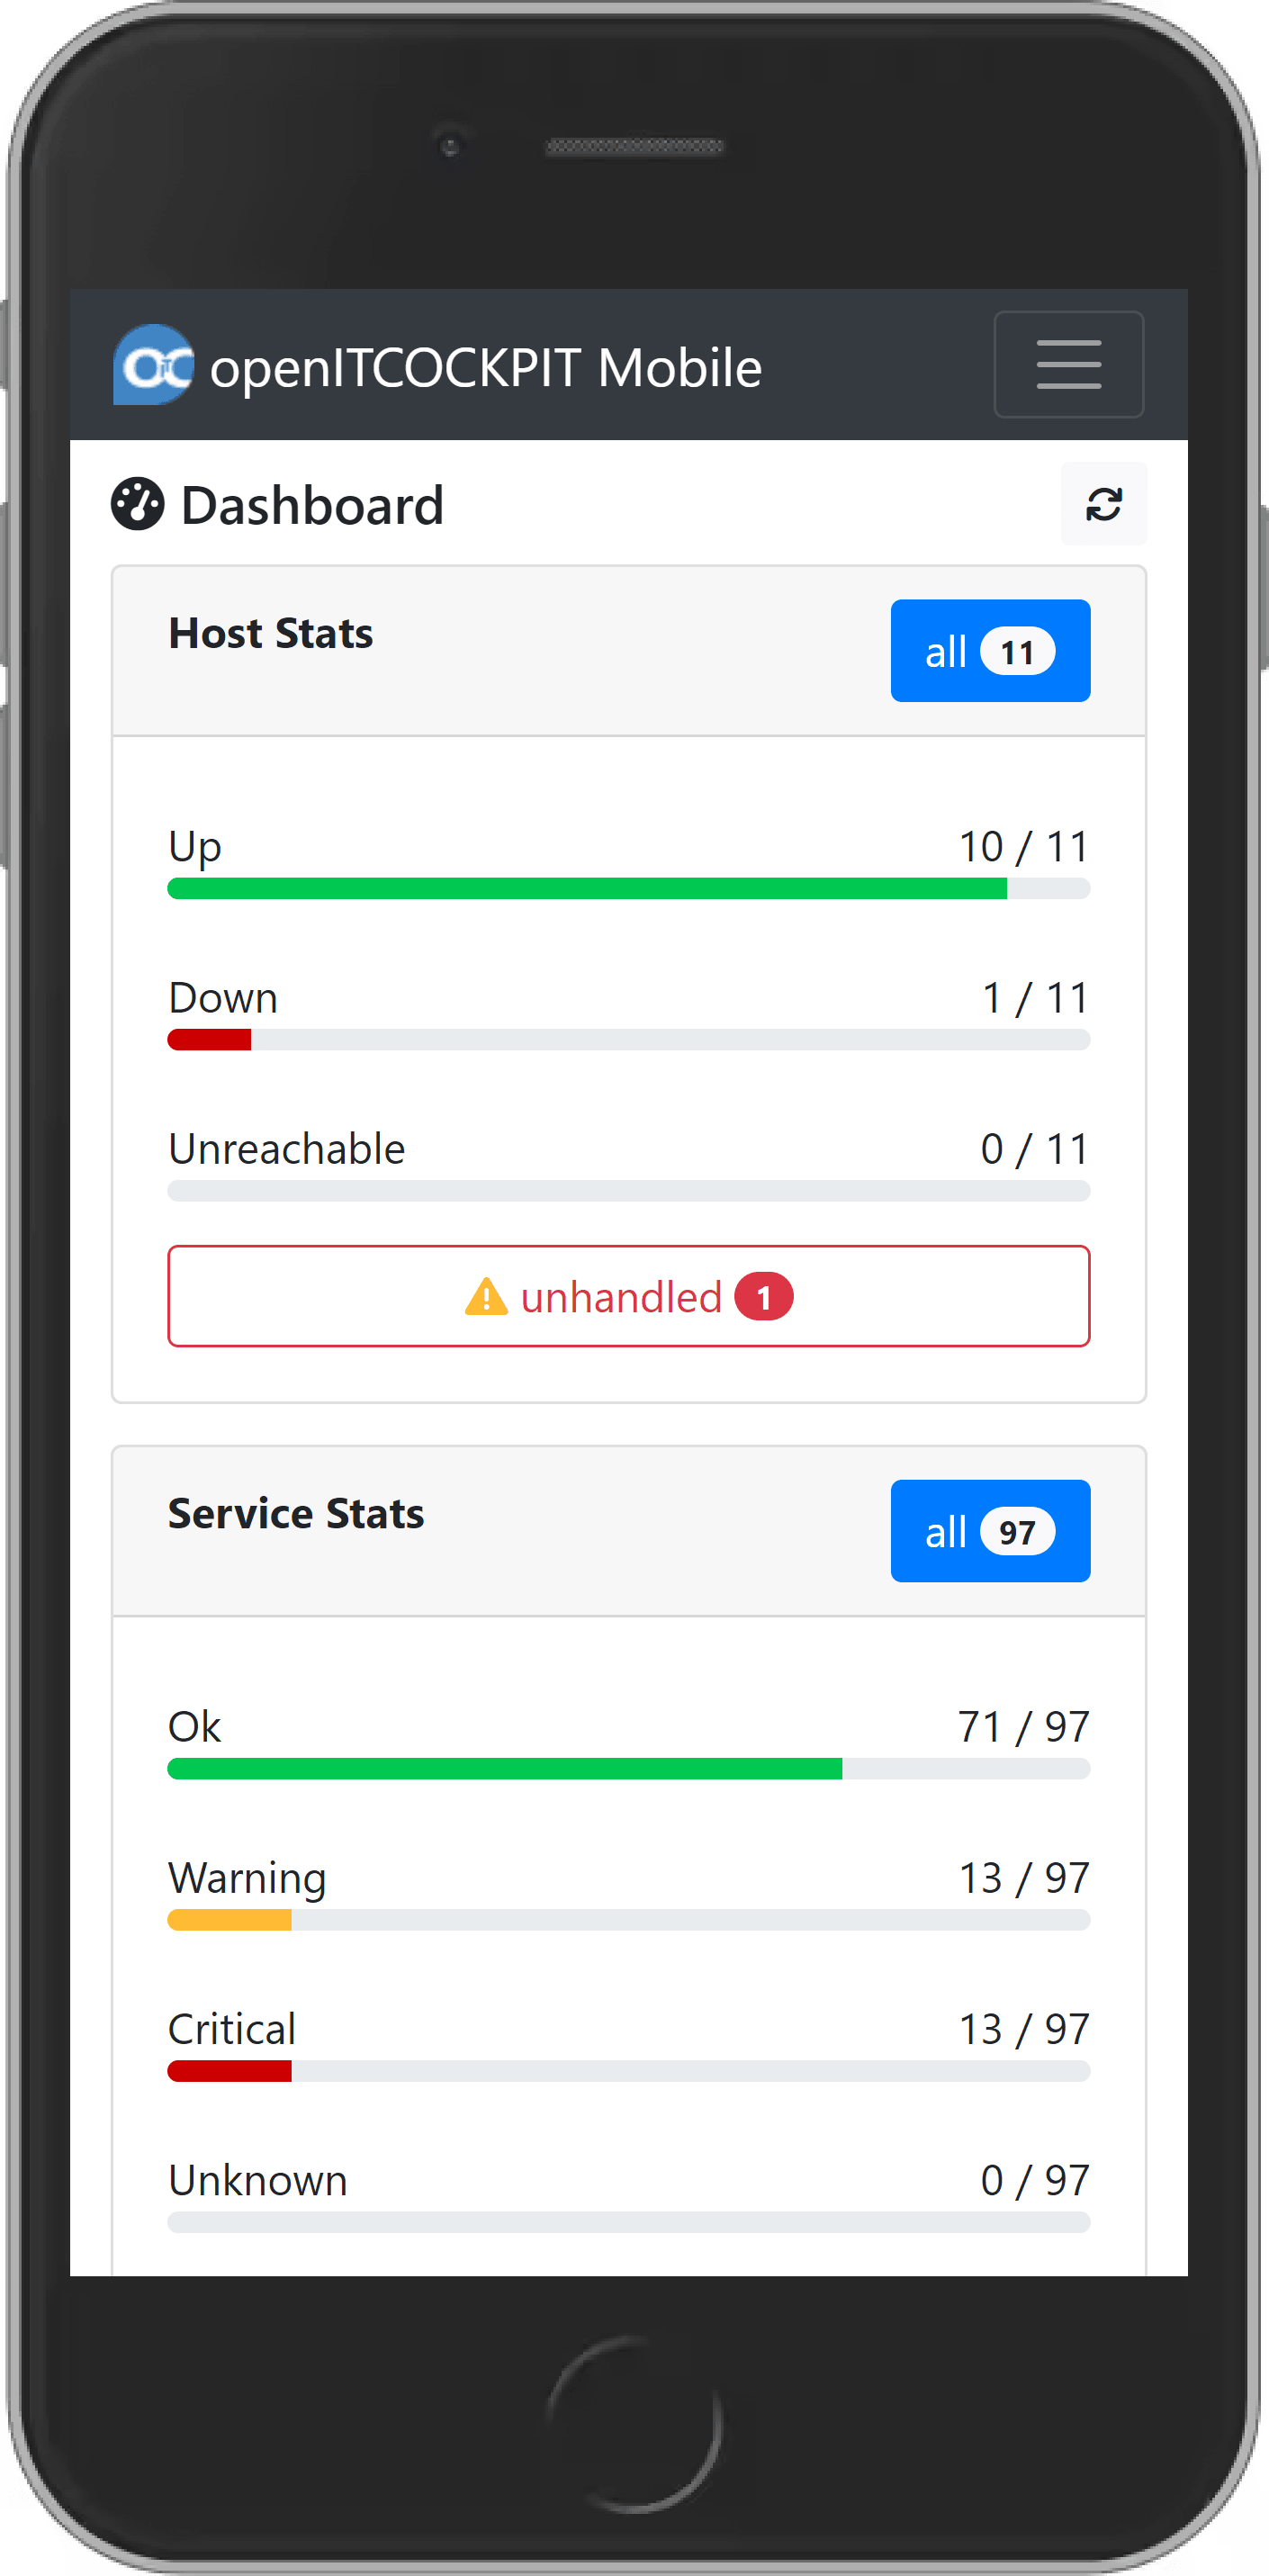 OiTC openITCOCKPIT Mobile
Dashboard
Host Stats
all 11
Up 10 / 11
Down 1 / 11
Unreachable 0 / 11
unhandled 1
Service Stats
all 97
Ok 71 / 97
Warning 13 / 97
Critical 13 / 97
Unknown 0 / 97